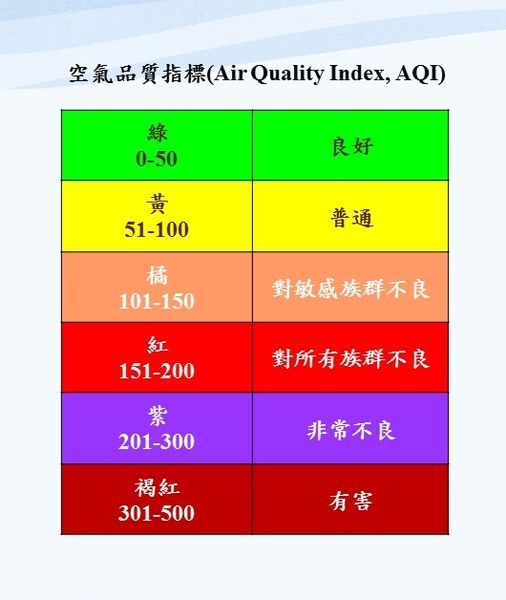 空氣品質指標(Air Quality Index, AQI)
綠
0-50
良好
黃
51-100
普通
橘
101-150
對敏感族群不良
紅
151-200
對所有族群不良
紫
201-300
非常不良
褐紅
301-500
有害